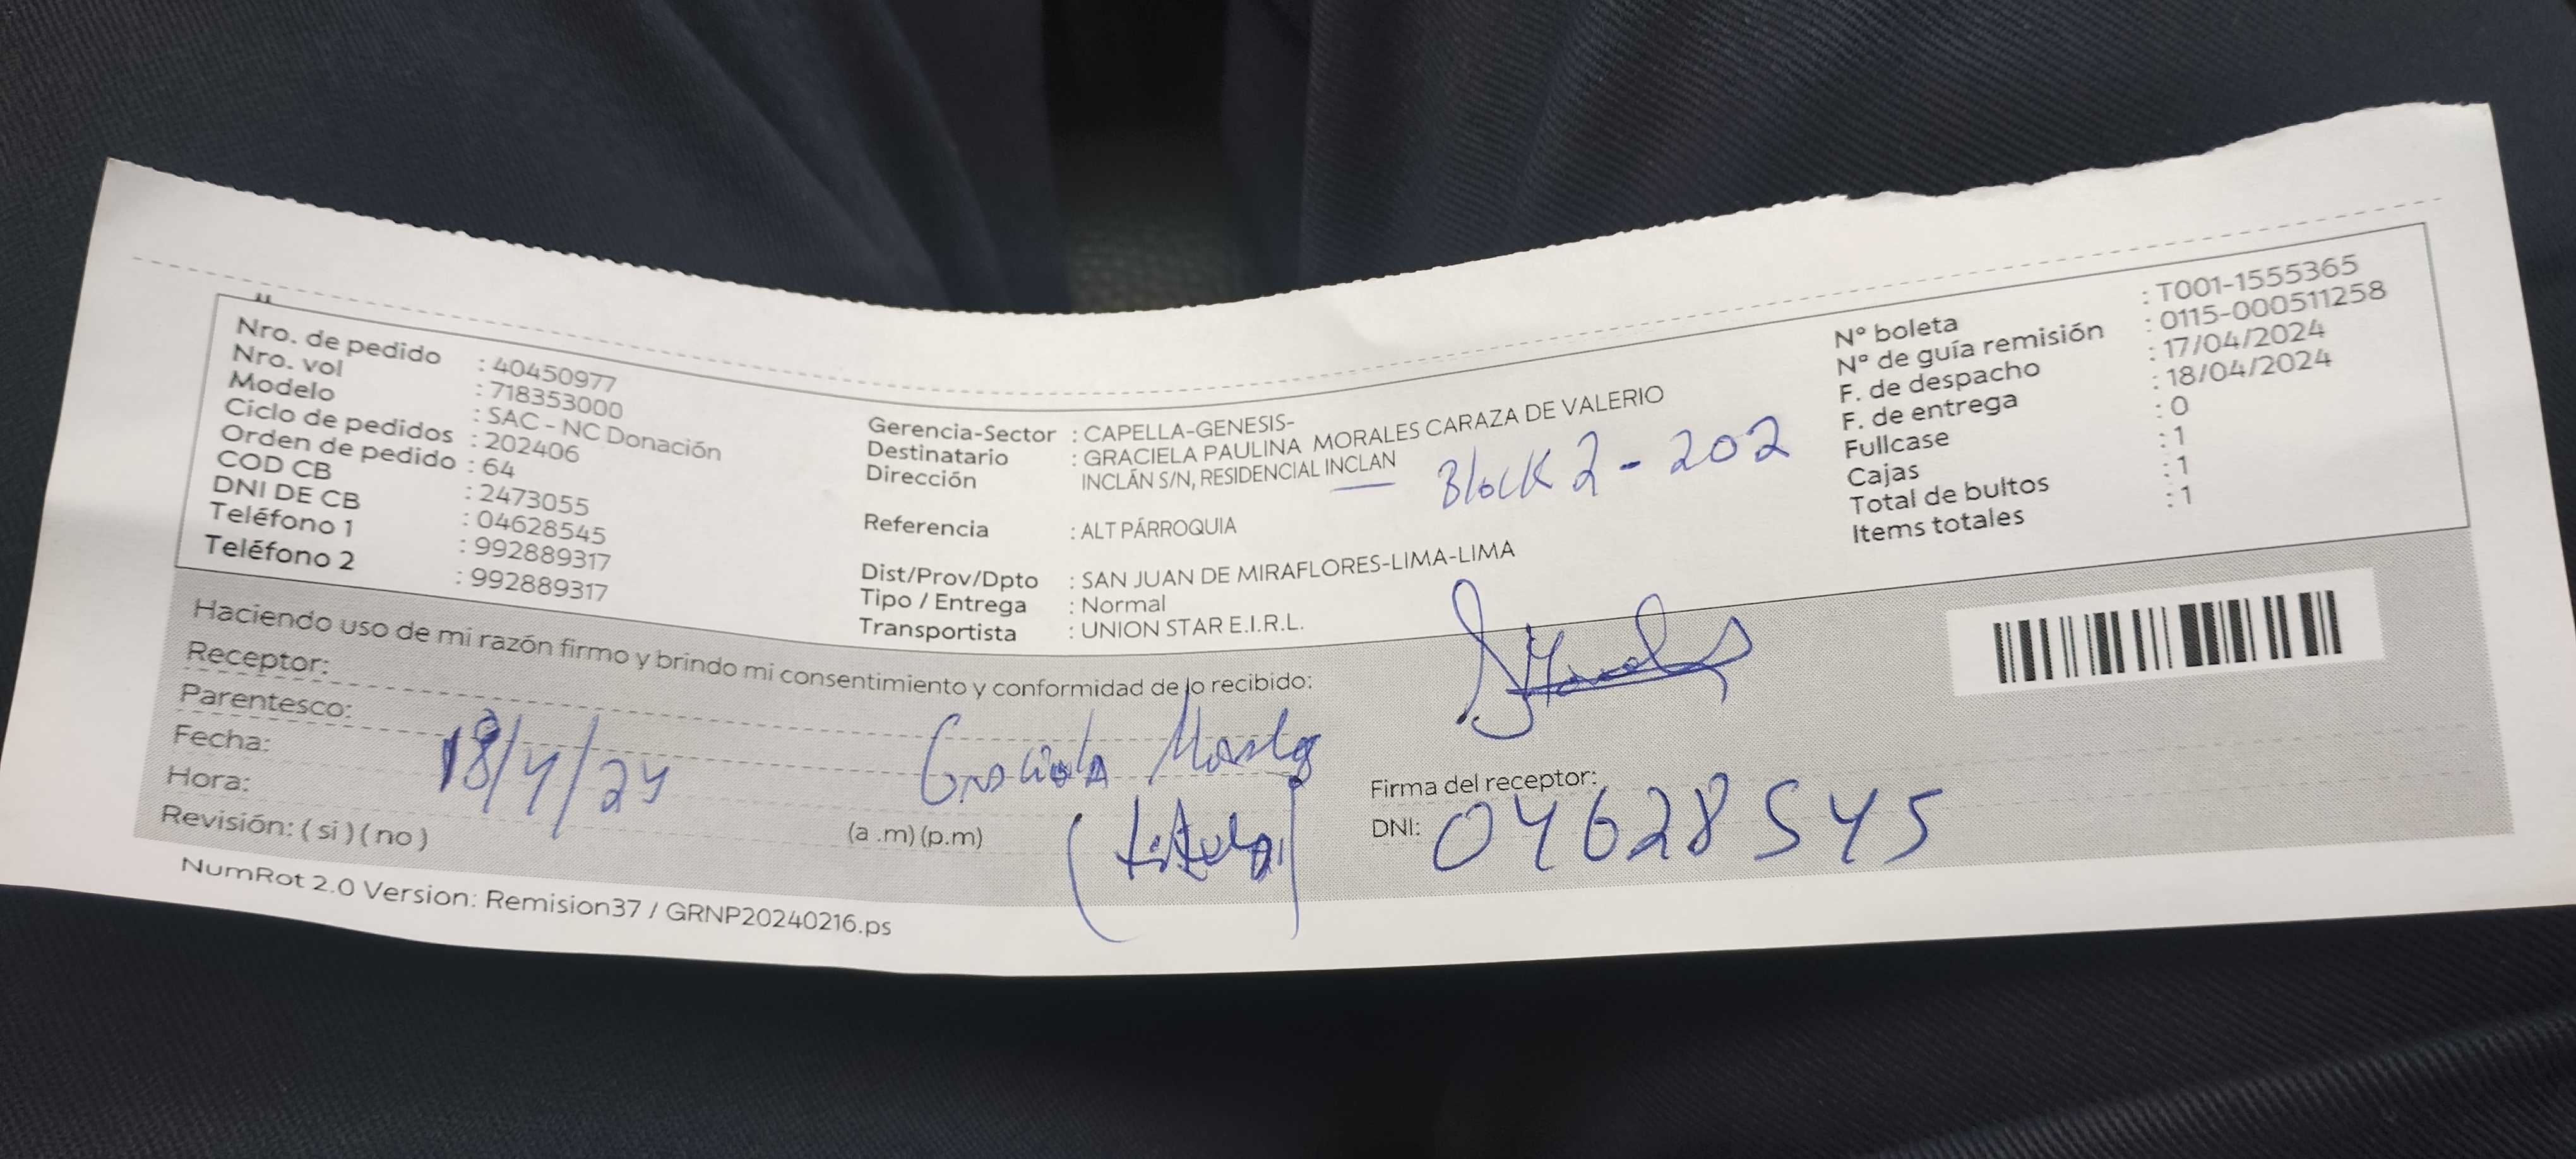 Nro. de pedido : 40450977
Nro. vol : 718353000
Modelo : SAC - NC Donación
Ciclo de pedidos : 202406
Orden de pedido : 64
COD CB : 2473055
DNI DE CB : 04628545
Teléfono 1 : 992889317
Teléfono 2 : 992889317
Gerencia-Sector : CAPELLA-GENESIS-
Destinatario : GRACIELA PAULINA MORALES CARAZA DE VALERIO
Dirección INCLÁN S/N, RESIDENCIAL INCLAN Block 2 - 202
Referencia : ALT PÁRROQUIA
Dist/Prov/Dpto : SAN JUAN DE MIRAFLORES-LIMA-LIMA
Tipo / Entrega : Normal
Transportista : UNION STAR E.I.R.L.
N° boleta : T001-1555365
N° de guía remisión : 0115-000511258
F. de despacho : 17/04/2024
F. de entrega : 18/04/2024
Fullcase : 0
Cajas : 1
Total de bultos : 1
Items totales : 1
Haciendo uso de mi razón firmo y brindo mi consentimiento y conformidad de lo recibido:
Receptor:
Parentesco:
Fecha: 18/4/24
Graciela Morales
Hora: (a .m) (p.m)
(titular)
Revisión: ( si ) ( no )
Firma del receptor:
DNI: 04628545
NumRot 2.0 Version: Remision37 / GRNP20240216.ps